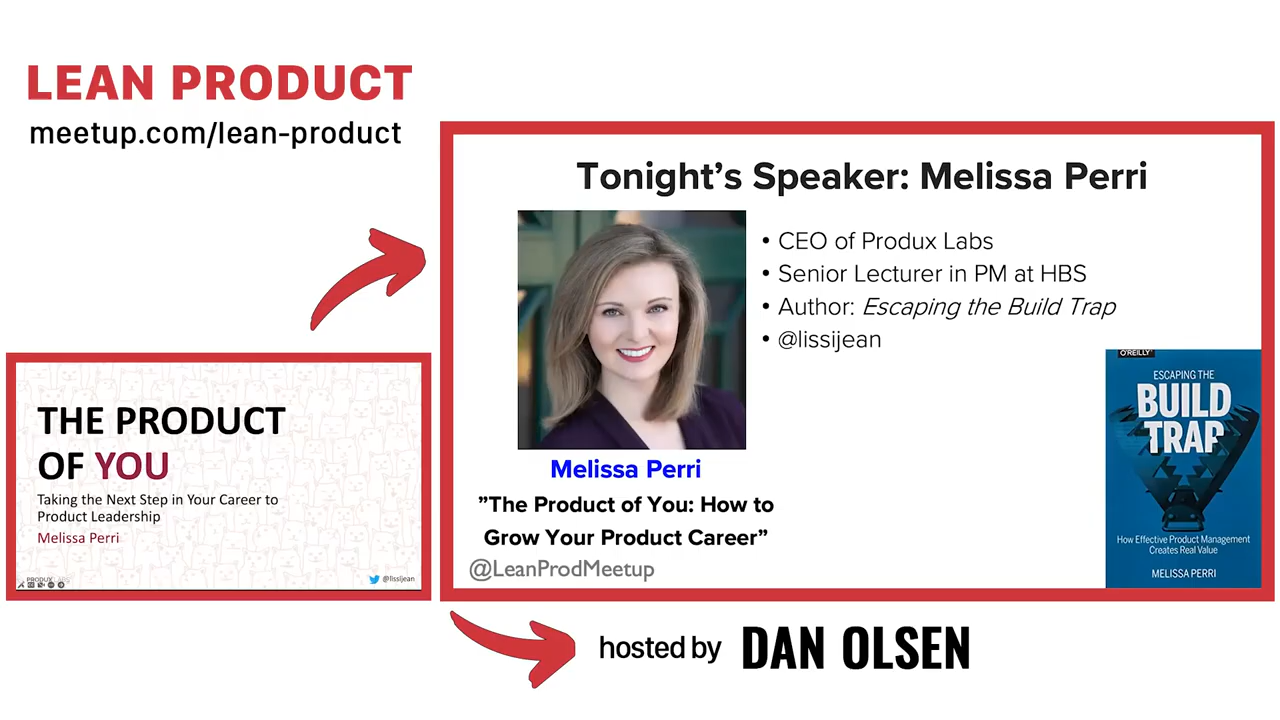 LEAN PRODUCT
meetup.com/lean-product
Tonight’s Speaker: Melissa Perri
• CEO of Produx Labs
• Senior Lecturer in PM at HBS
• Author: Escaping the Build Trap
• @lissijean
Melissa Perri
”The Product of You: How to
Grow Your Product Career”
@LeanProdMeetup
O'REILLY
ESCAPING THE
BUILD
TRAP
How Effective Product Management
Creates Real Value
MELISSA PERRI
THE PRODUCT
OF YOU
Taking the Next Step in Your Career to
Product Leadership
Melissa Perri
PRODUX LABS
@lissijean
hosted by DAN OLSEN